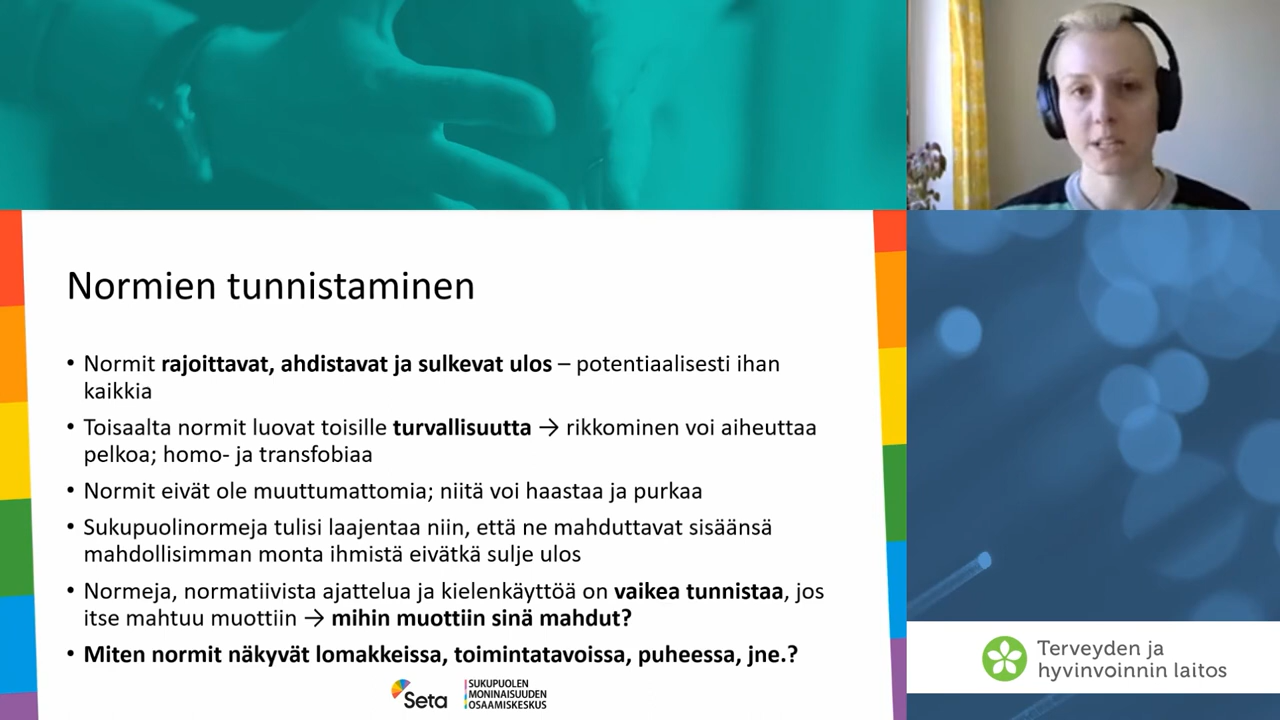 Normien tunnistaminen
• Normit rajoittavat, ahdistavat ja sulkevat ulos – potentiaalisesti ihan
kaikkia
• Toisaalta normit luovat toisille turvallisuutta → rikkominen voi aiheuttaa
pelkoa; homo- ja transfobiaa
• Normit eivät ole muuttumattomia; niitä voi haastaa ja purkaa
• Sukupuolinormeja tulisi laajentaa niin, että ne mahduttavat sisäänsä
mahdollisimman monta ihmistä eivätkä sulje ulos
• Normeja, normatiivista ajattelua ja kielenkäyttöä on vaikea tunnistaa, jos
itse mahtuu muottiin → mihin muottiin sinä mahdut?
• Miten normit näkyvät lomakkeissa, toimintatavoissa, puheessa, jne.?
Seta
SUKUPUOLEN
MONINAISUUDEN
OSAAMISKESKUS
Terveyden ja
hyvinvoinnin laitos